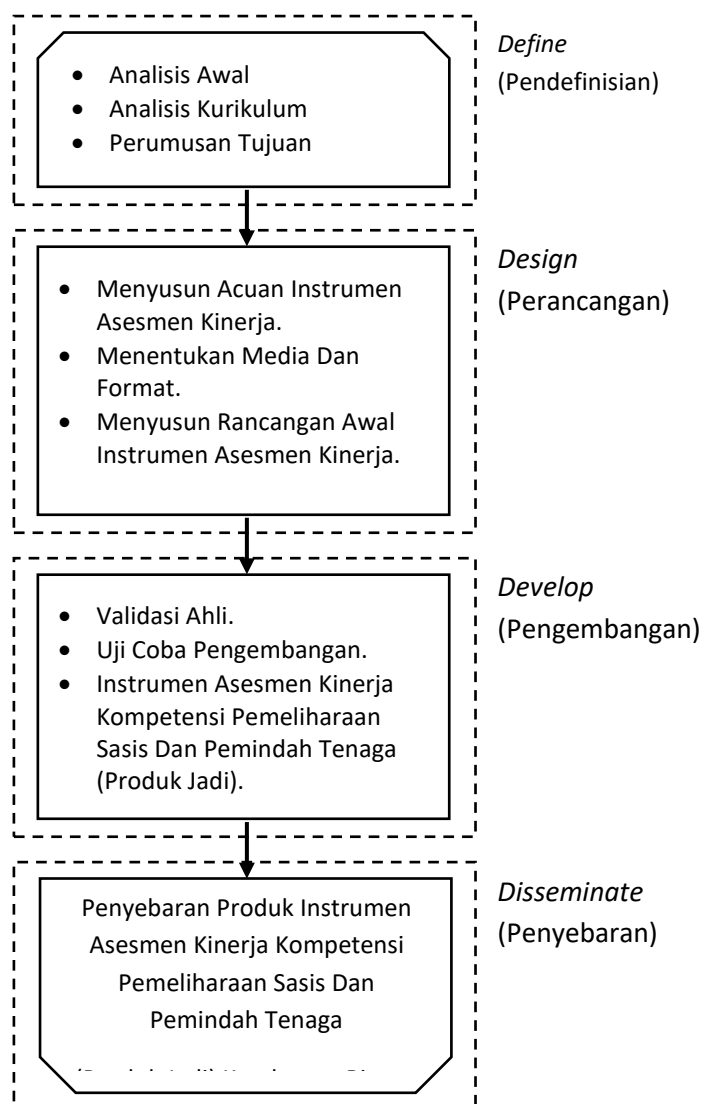 Define
(Pendefinisian)
• Analisis Awal
• Analisis Kurikulum
• Perumusan Tujuan
Design
(Perancangan)
• Menyusun Acuan Instrumen
Asesmen Kinerja.
• Menentukan Media Dan
Format.
• Menyusun Rancangan Awal
Instrumen Asesmen Kinerja.
Develop
(Pengembangan)
• Validasi Ahli.
• Uji Coba Pengembangan.
• Instrumen Asesmen Kinerja
Kompetensi Pemeliharaan
Sasis Dan Pemindah Tenaga
(Produk Jadi).
Disseminate
(Penyebaran)
Penyebaran Produk Instrumen
Asesmen Kinerja Kompetensi
Pemeliharaan Sasis Dan
Pemindah Tenaga